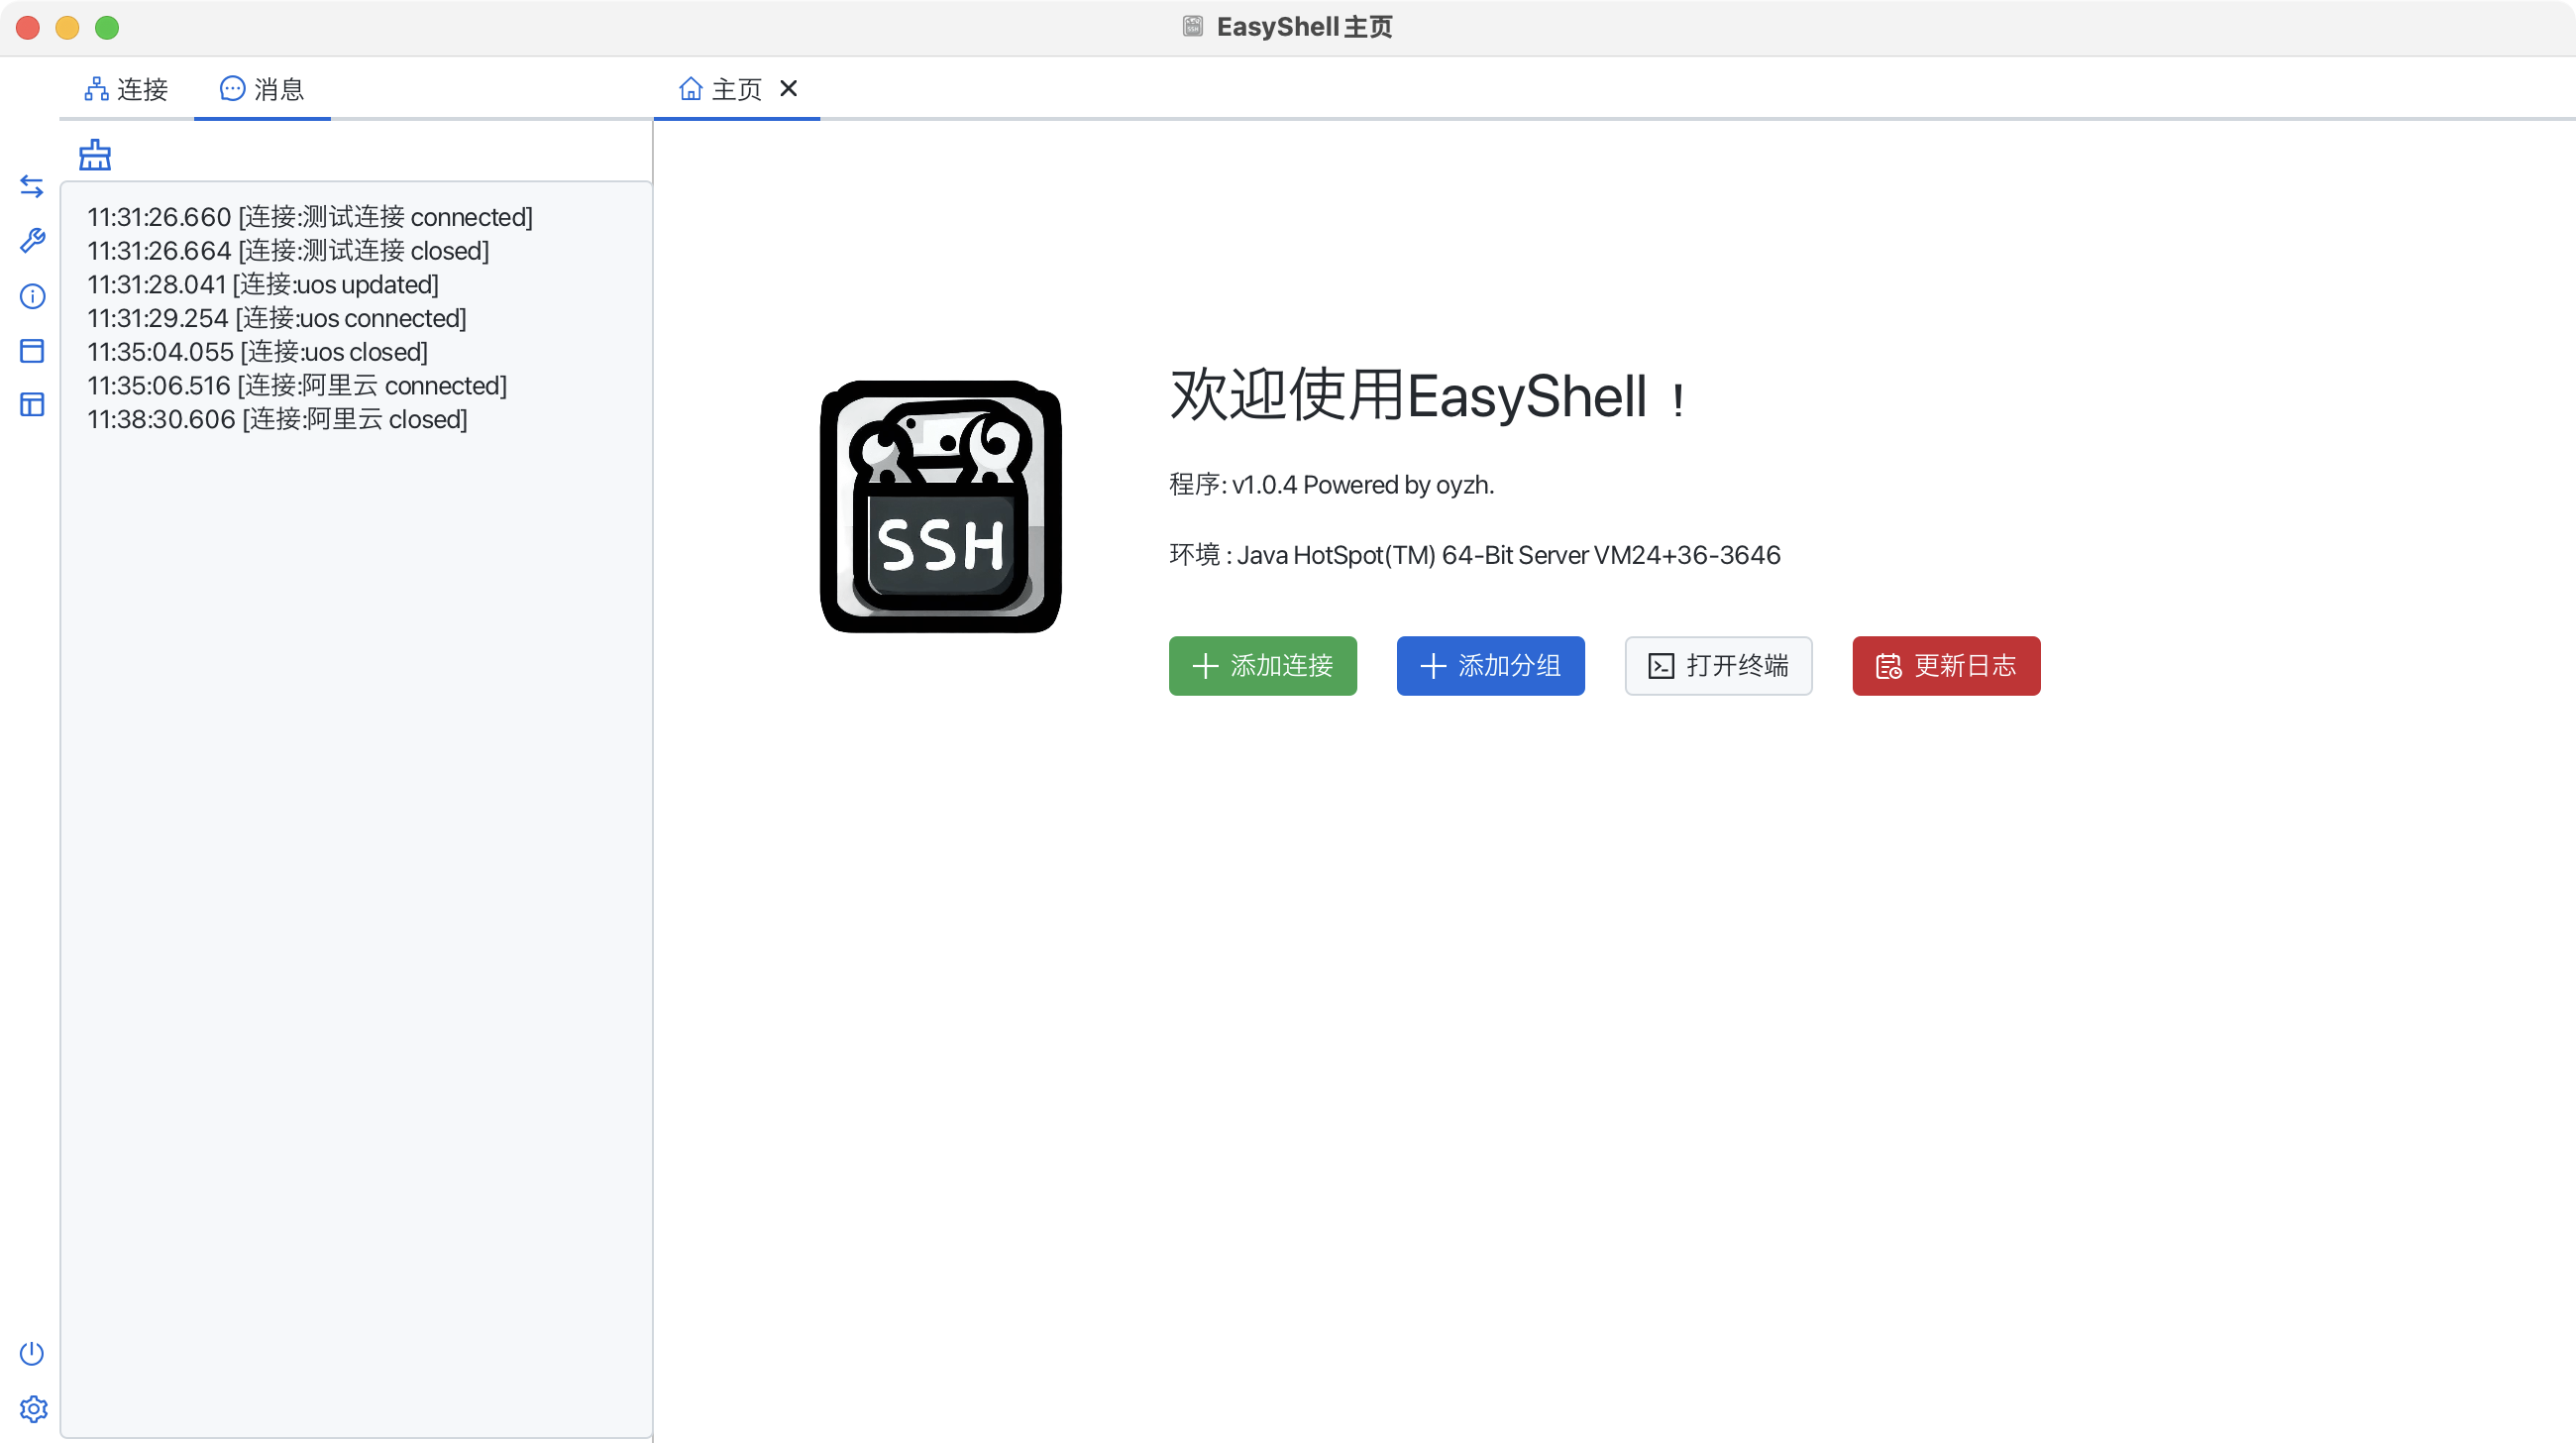 EasyShell主页
连接
消息
主页
11:31:26.660 [连接:测试连接 connected]
11:31:26.664 [连接:测试连接 closed]
11:31:28.041 [连接:uos updated]
11:31:29.254 [连接:uos connected]
11:35:04.055 [连接:uos closed]
11:35:06.516 [连接:阿里云 connected]
11:38:30.606 [连接:阿里云 closed]
SSH
欢迎使用EasyShell！
程序: v1.0.4 Powered by oyzh.
环境 : Java HotSpot(TM) 64-Bit Server VM24+36-3646
添加连接
添加分组
打开终端
更新日志